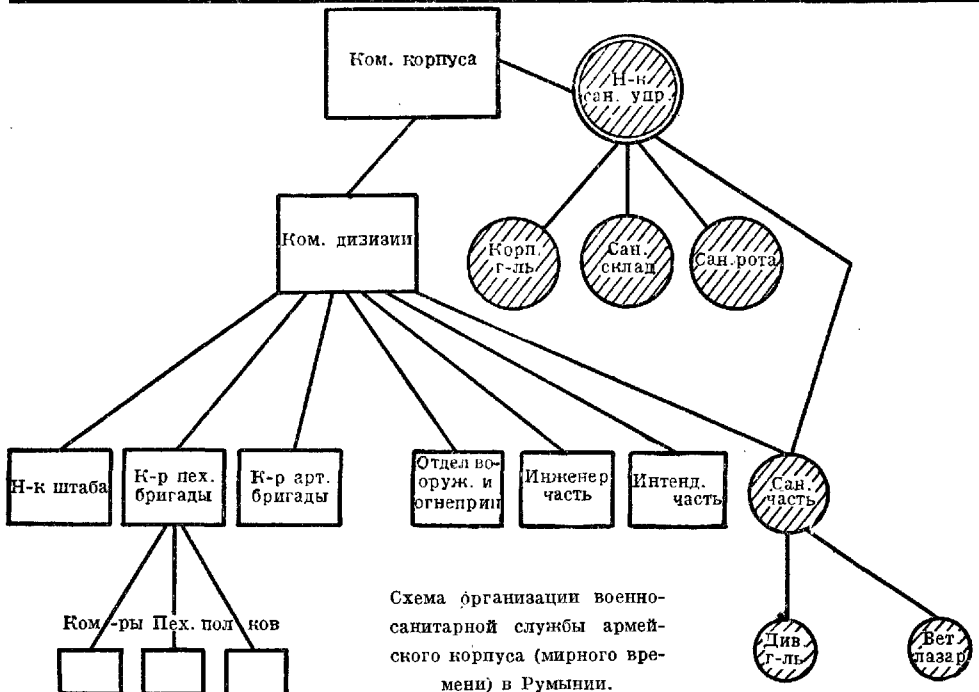 Ком. корпуса
Н-к
сан. упр.
Ком. дизизии
Корп.
г-ль
Сан.
склад
Сан.рота
Н-к штаба
К-р пех.
бригады
К-р арт.
бригады
Отдел во-
оруж. и
огнеприп
Инженер
часть
Интенд.
часть
Сан.
часть
Ком-ры Пех. полков
Див
г-ль
Вет
лазар
Схема организации военно-
санитарной службы армей-
ского корпуса (мирного вре-
мени) в Румынии.